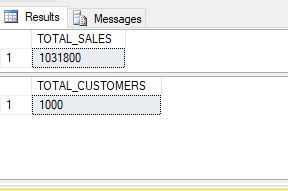 Results Messages
TOTAL_SALES
1 1031800
TOTAL_CUSTOMERS
1 1000